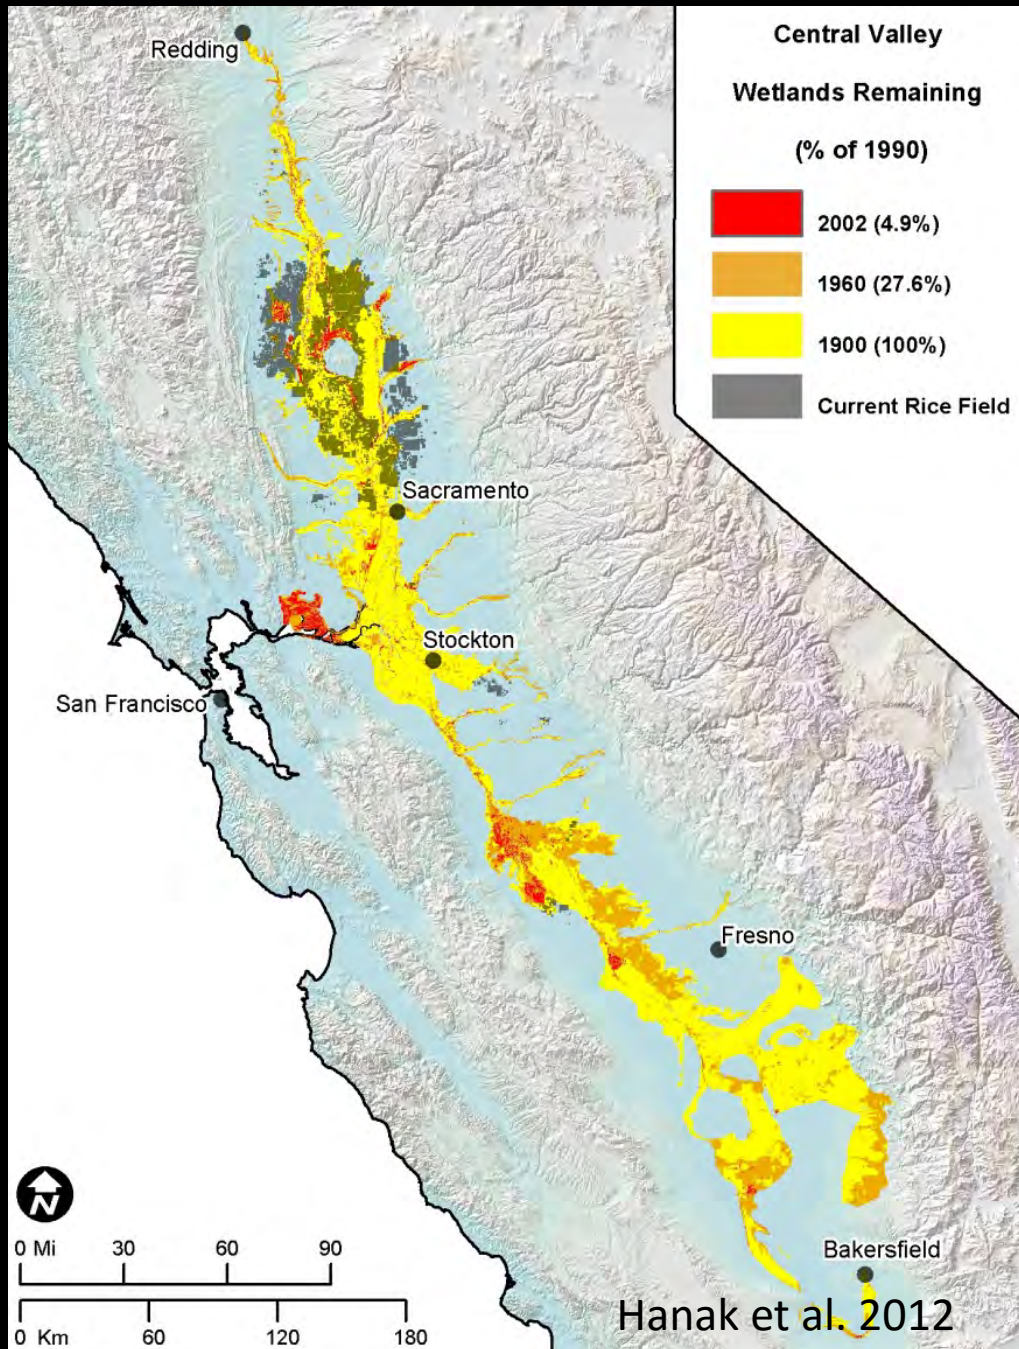 Central Valley
Wetlands Remaining
(% of 1990)
2002 (4.9%)
1960 (27.6%)
1900 (100%)
Current Rice Field
Redding
Sacramento
Stockton
San Francisco
Fresno
Bakersfield
N
0 Mi 30 60 90
0 Km 60 120 180
Hanak et al. 2012